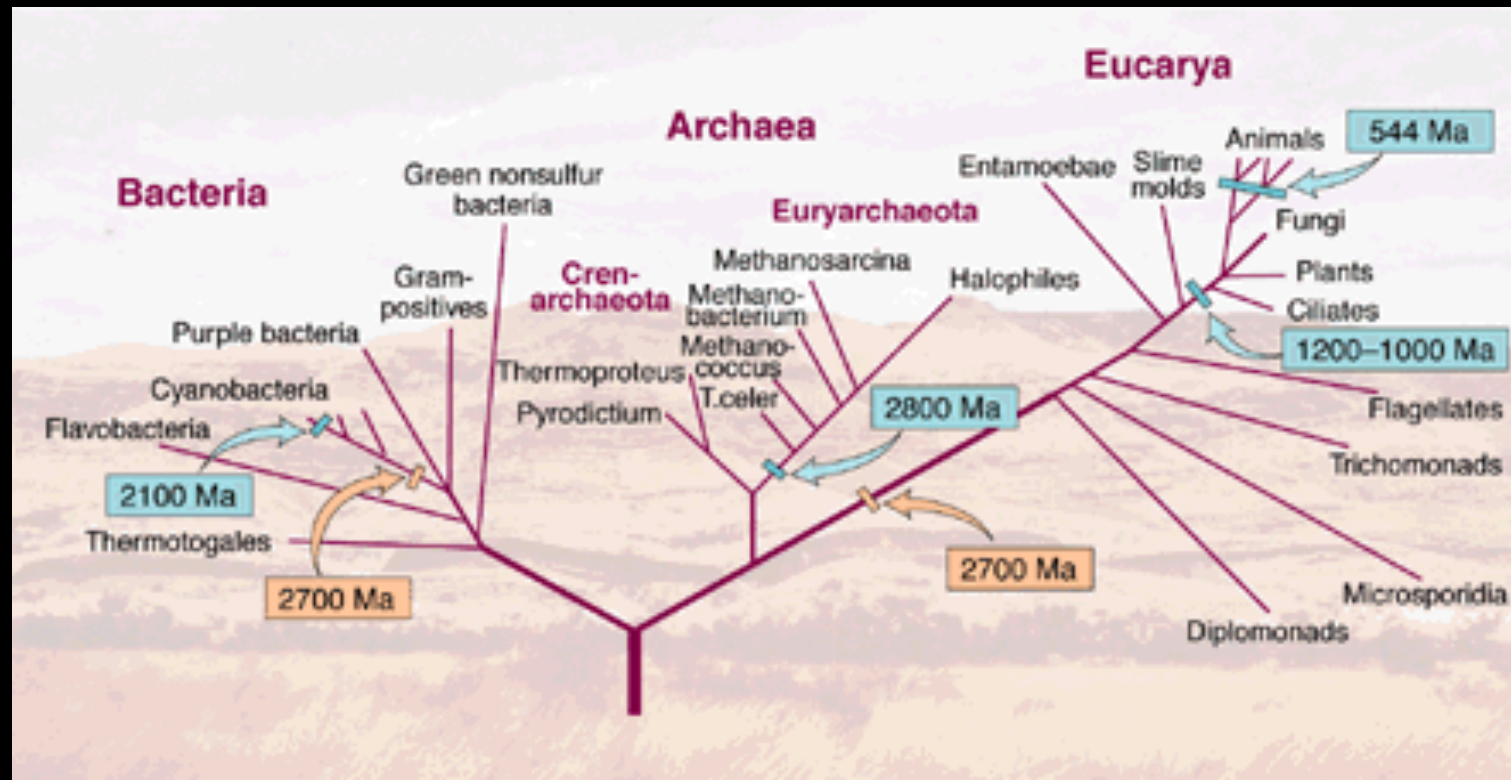 Eucarya
Archaea
Bacteria
544 Ma
Animals
Entamoebae
Slime
molds
Fungi
Plants
Ciliates
1200–1000 Ma
Flagellates
Trichomonads
Microsporidia
Diplomonads
Green nonsulfur
bacteria
Euryarchaeota
Methanosarcina
Halophiles
Cren-
archaeota
Methano-
bacterium
Methano-
coccus
T.celer
Thermoproteus
Pyrodictium
2800 Ma
2700 Ma
Gram-
positives
Purple bacteria
Cyanobacteria
Flavobacteria
2100 Ma
Thermotogales
2700 Ma